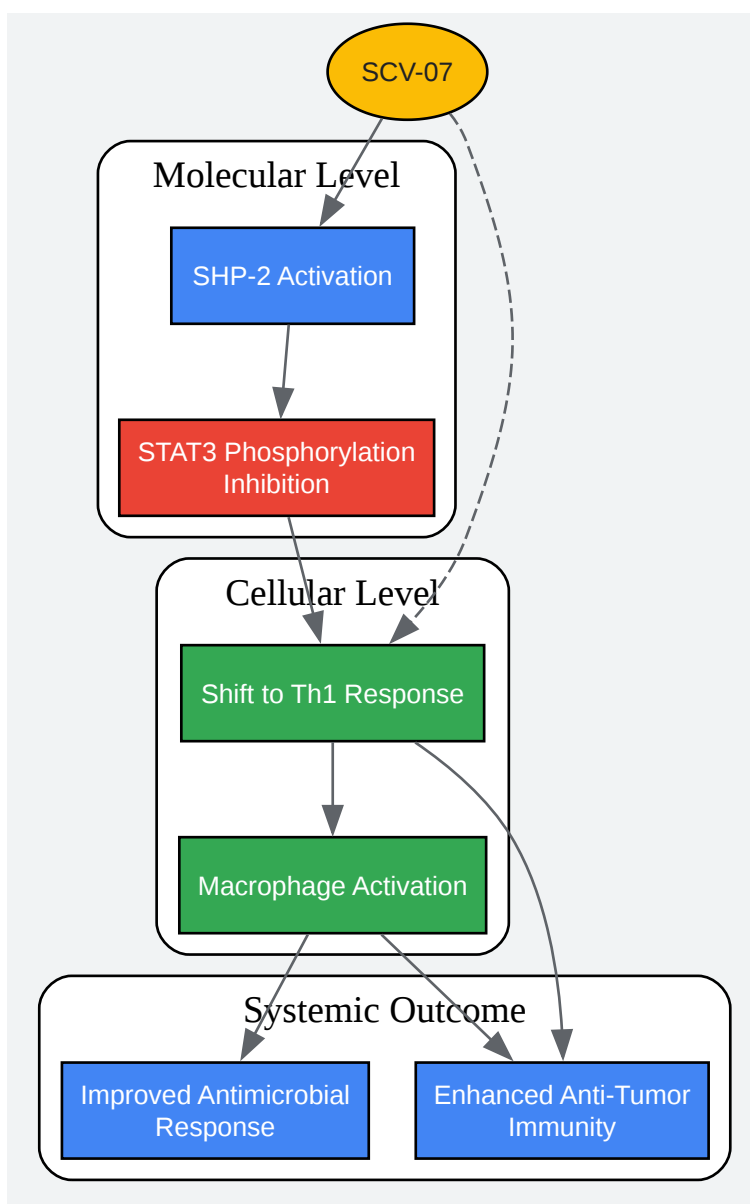 SCV-07
Molecular Level
SHP-2 Activation
STAT3 Phosphorylation
Inhibition
Cellular Level
Shift to Th1 Response
Macrophage Activation
Systemic Outcome
Improved Antimicrobial
Response
Enhanced Anti-Tumor
Immunity